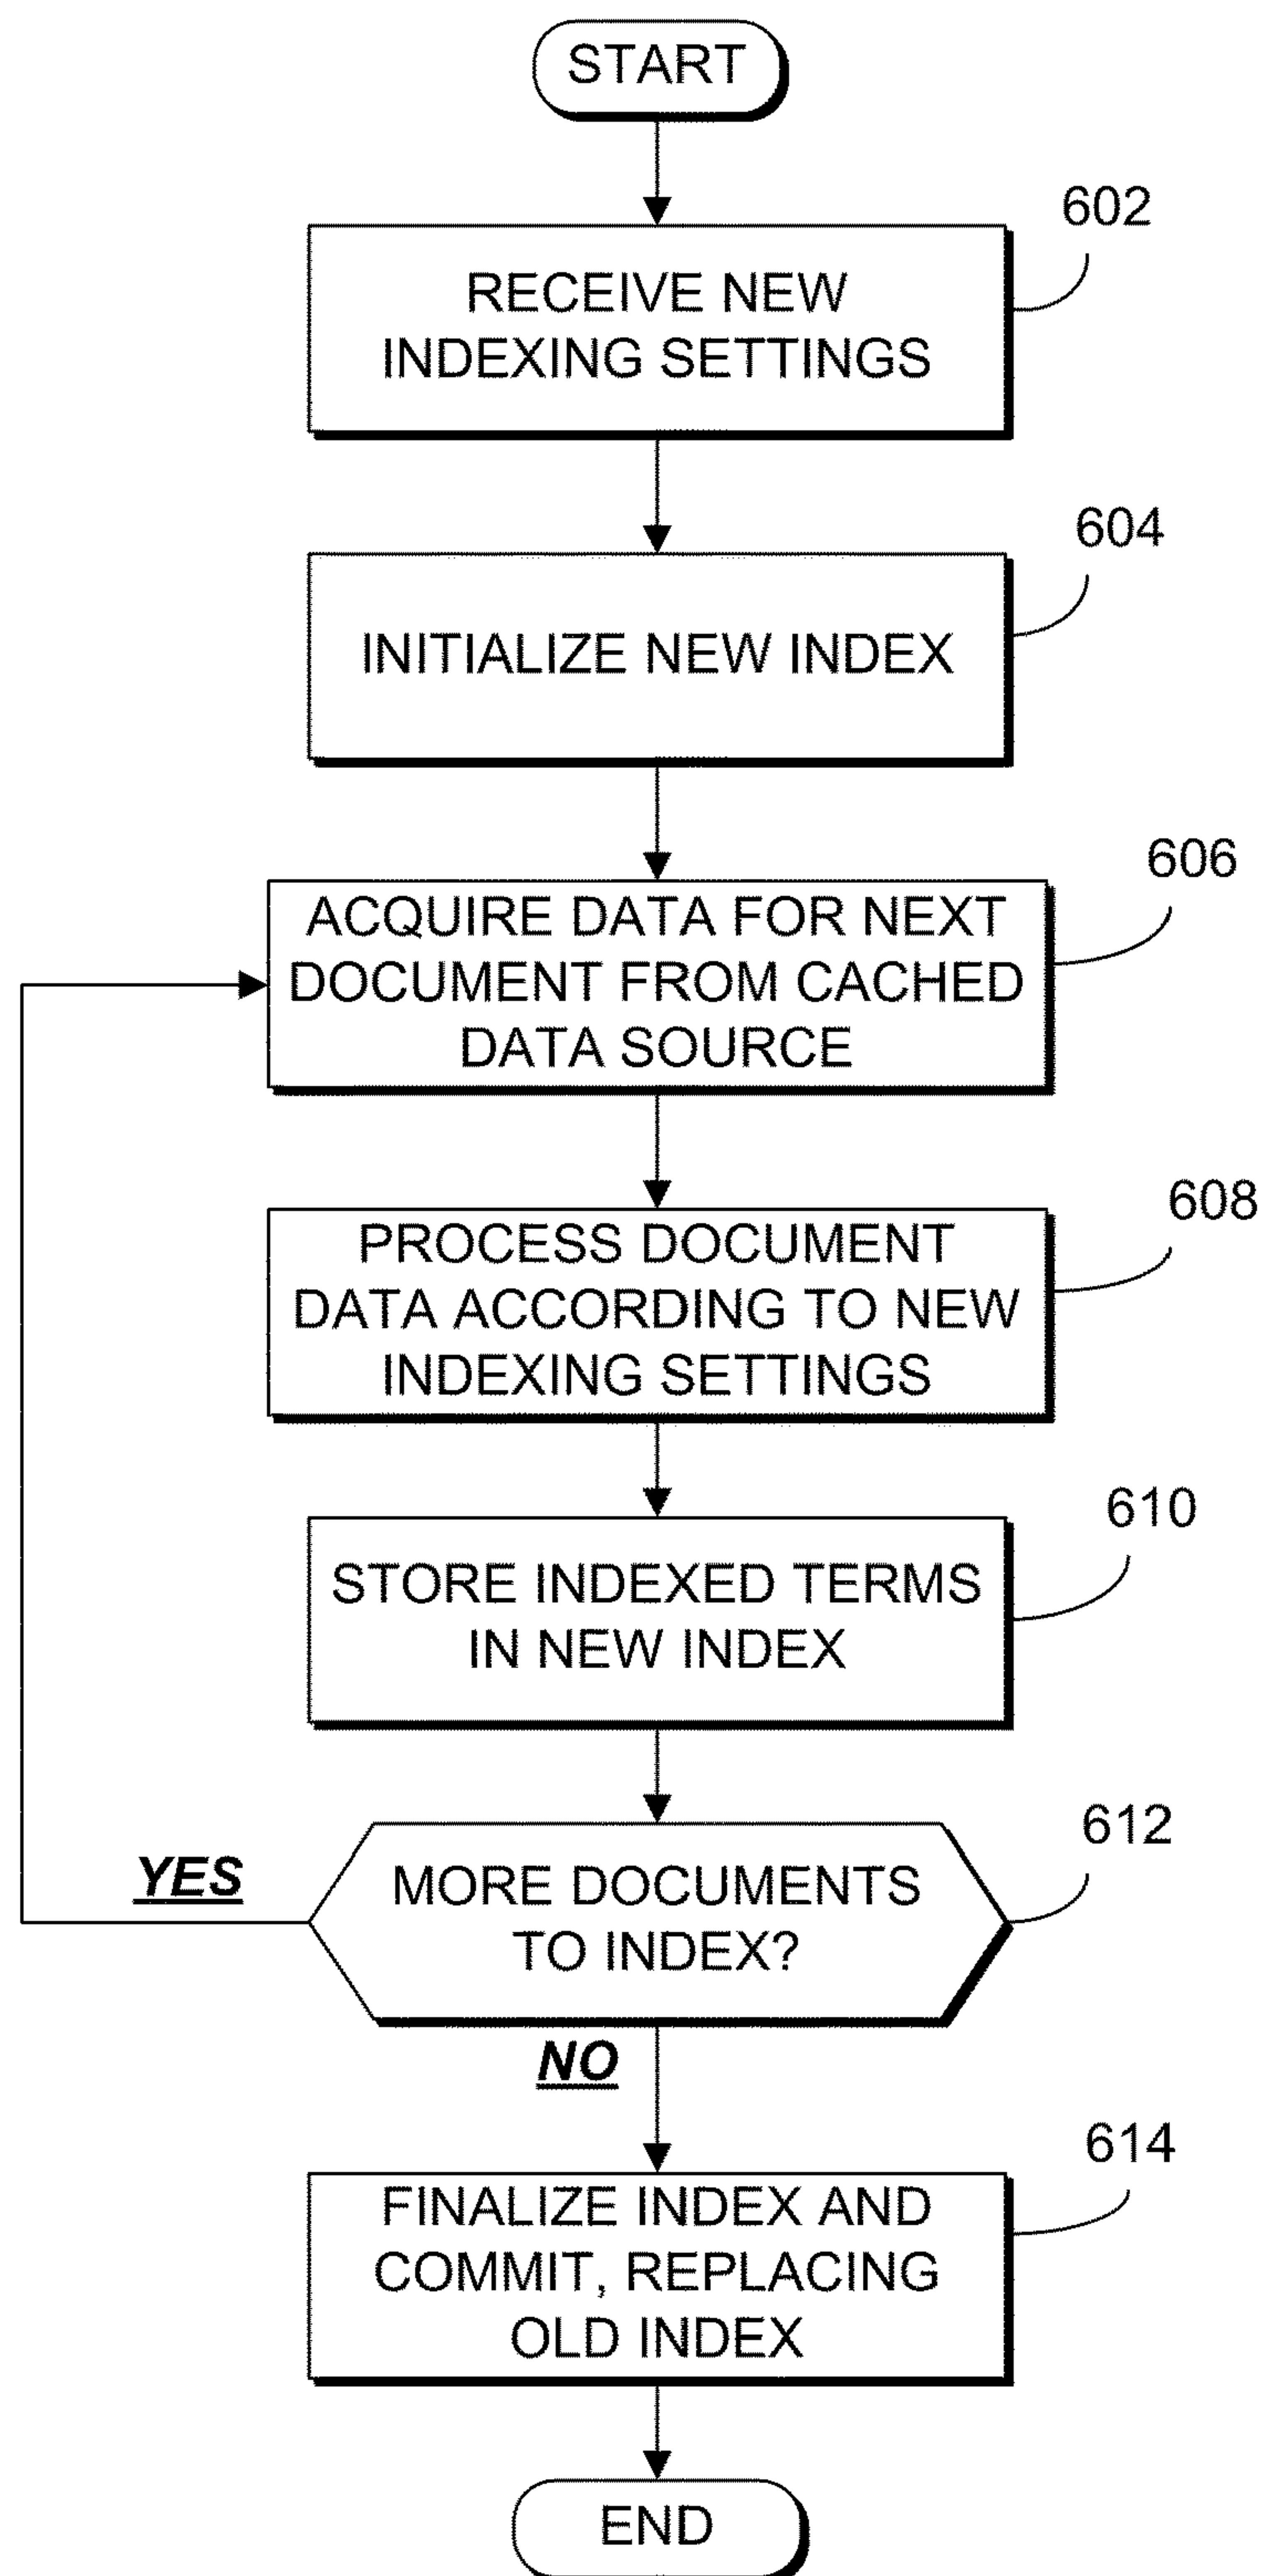 START
602
RECEIVE NEW
INDEXING SETTINGS
604
INITIALIZE NEW INDEX
606
ACQUIRE DATA FOR NEXT
DOCUMENT FROM CACHED
DATA SOURCE
608
PROCESS DOCUMENT
DATA ACCORDING TO NEW
INDEXING SETTINGS
610
STORE INDEXED TERMS
IN NEW INDEX
612
MORE DOCUMENTS
TO INDEX?
YES
NO
614
FINALIZE INDEX AND
COMMIT, REPLACING
OLD INDEX
END